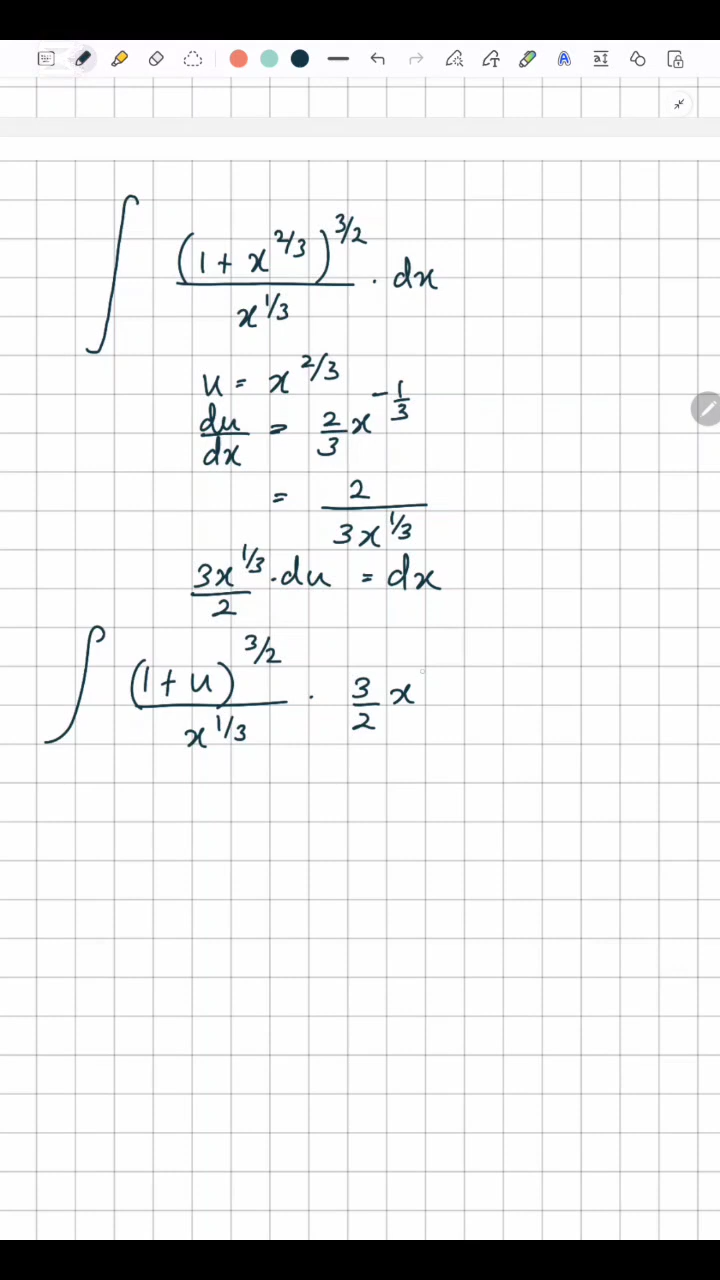 ∫ (1 + x^2/3)^3/2 / x^1/3 · dx
u = x^2/3
du/dx = 2/3 x^-1/3
= 2 / 3x^1/3
3x^1/3 / 2 · du = dx
∫ (1 + u)^3/2 / x^1/3 · 3/2 x